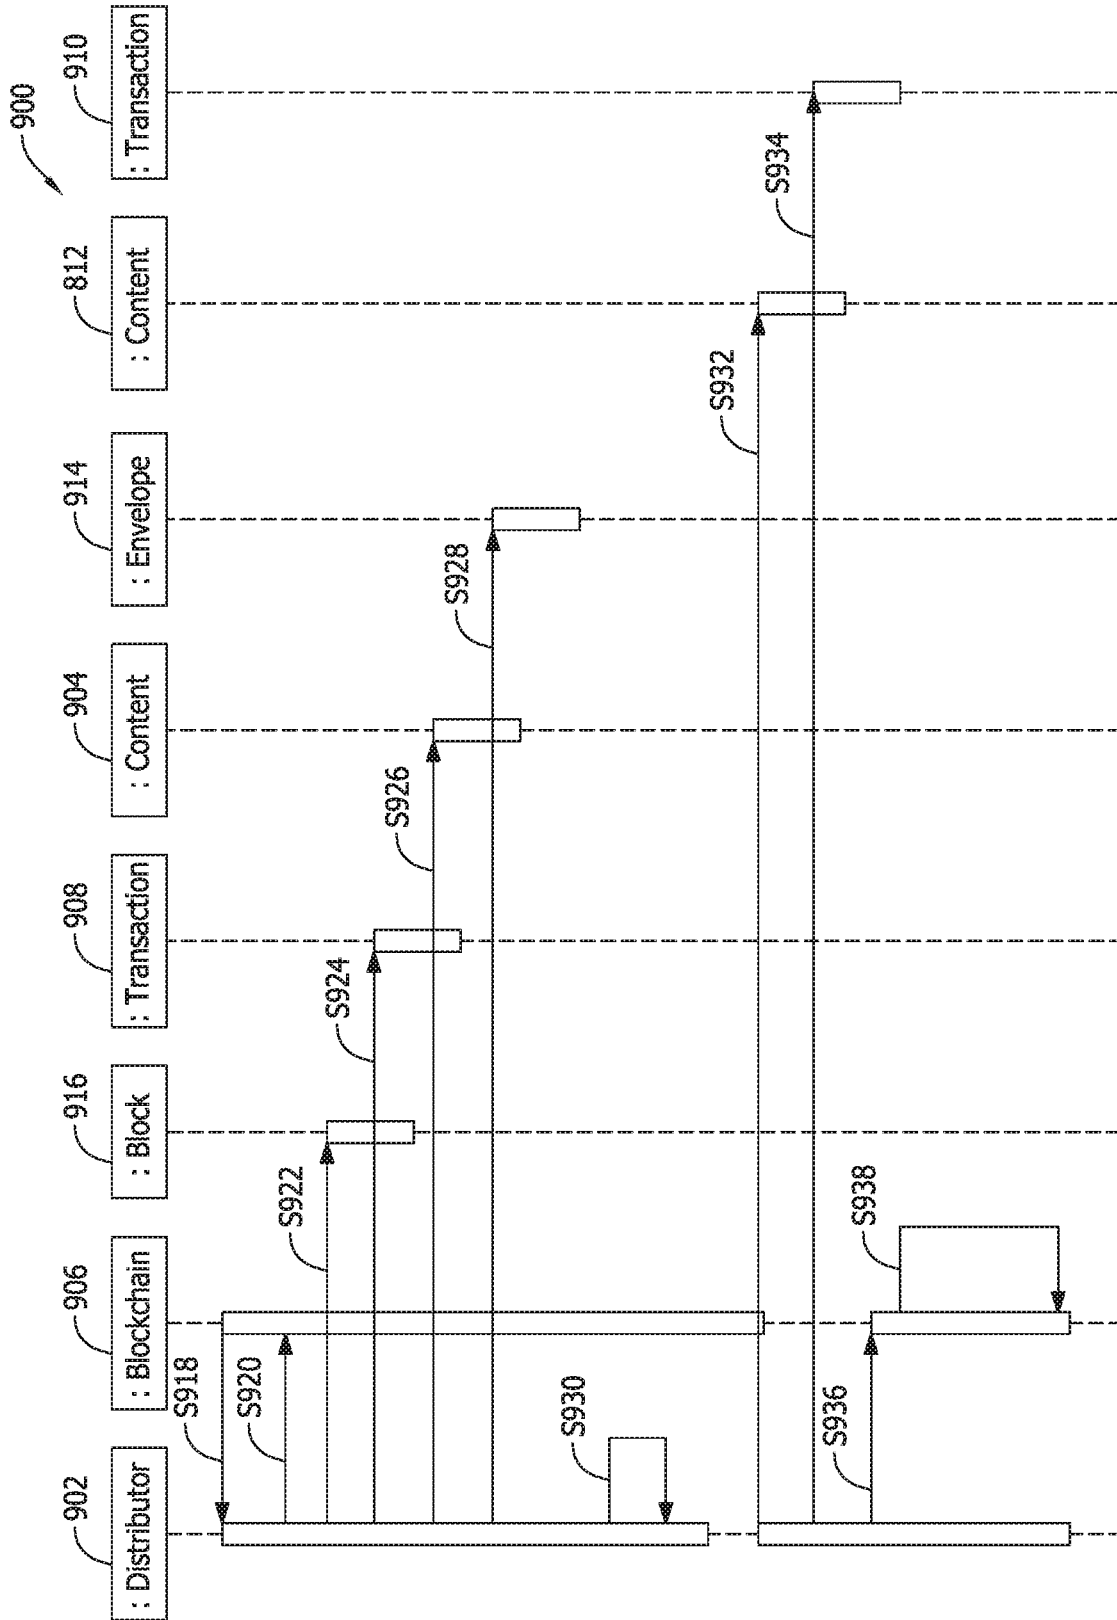 900
902
: Distributor
906
: Blockchain
916
: Block
908
: Transaction
904
: Content
914
: Envelope
812
: Content
910
: Transaction
S918
S920
S922
S924
S926
S928
S930
S932
S934
S936
S938